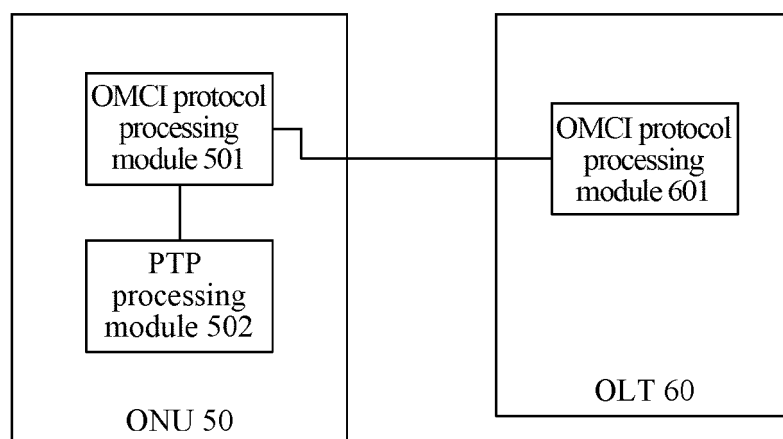 OMCI protocol
processing
module 501
PTP
processing
module 502
ONU 50
OMCI protocol
processing
module 601
OLT 60